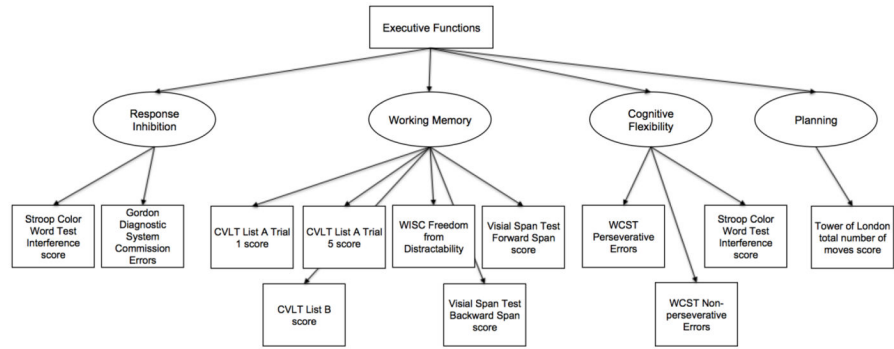 Executive Functions
Response
Inhibition
Working Memory
Cognitive
Flexibility
Planning
Stroop Color
Word Test
Interference
score
Gordon
Diagnostic
System
Commission
Errors
CVLT List A Trial
1 score
CVLT List A Trial
5 score
WISC Freedom
from
Distractability
Visial Span Test
Forward Span
score
WCST
Perseverative
Errors
Stroop Color
Word Test
Interference
score
Tower of London
total number of
moves score
CVLT List B
score
Visial Span Test
Backward Span
score
WCST Non-
perseverative
Errors